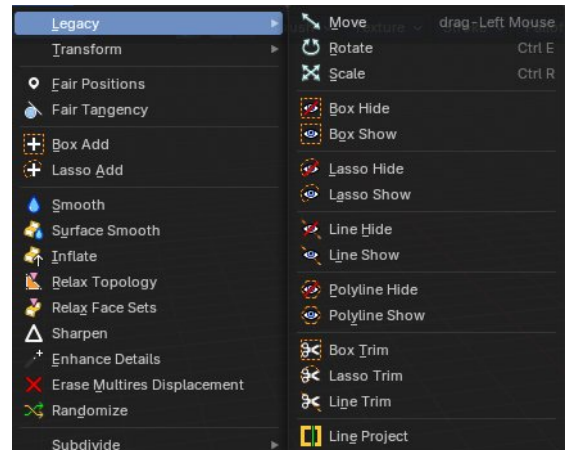 Legacy
Transform
Fair Positions
Fair Tangency
Box Add
Lasso Add
Smooth
Surface Smooth
Inflate
Relax Topology
Relax Face Sets
Sharpen
Enhance Details
Erase Multires Displacement
Randomize
Subdivide
Move drag-Left Mouse
Rotate Ctrl E
Scale Ctrl R
Box Hide
Box Show
Lasso Hide
Lasso Show
Line Hide
Line Show
Polyline Hide
Polyline Show
Box Trim
Lasso Trim
Line Trim
Line Project